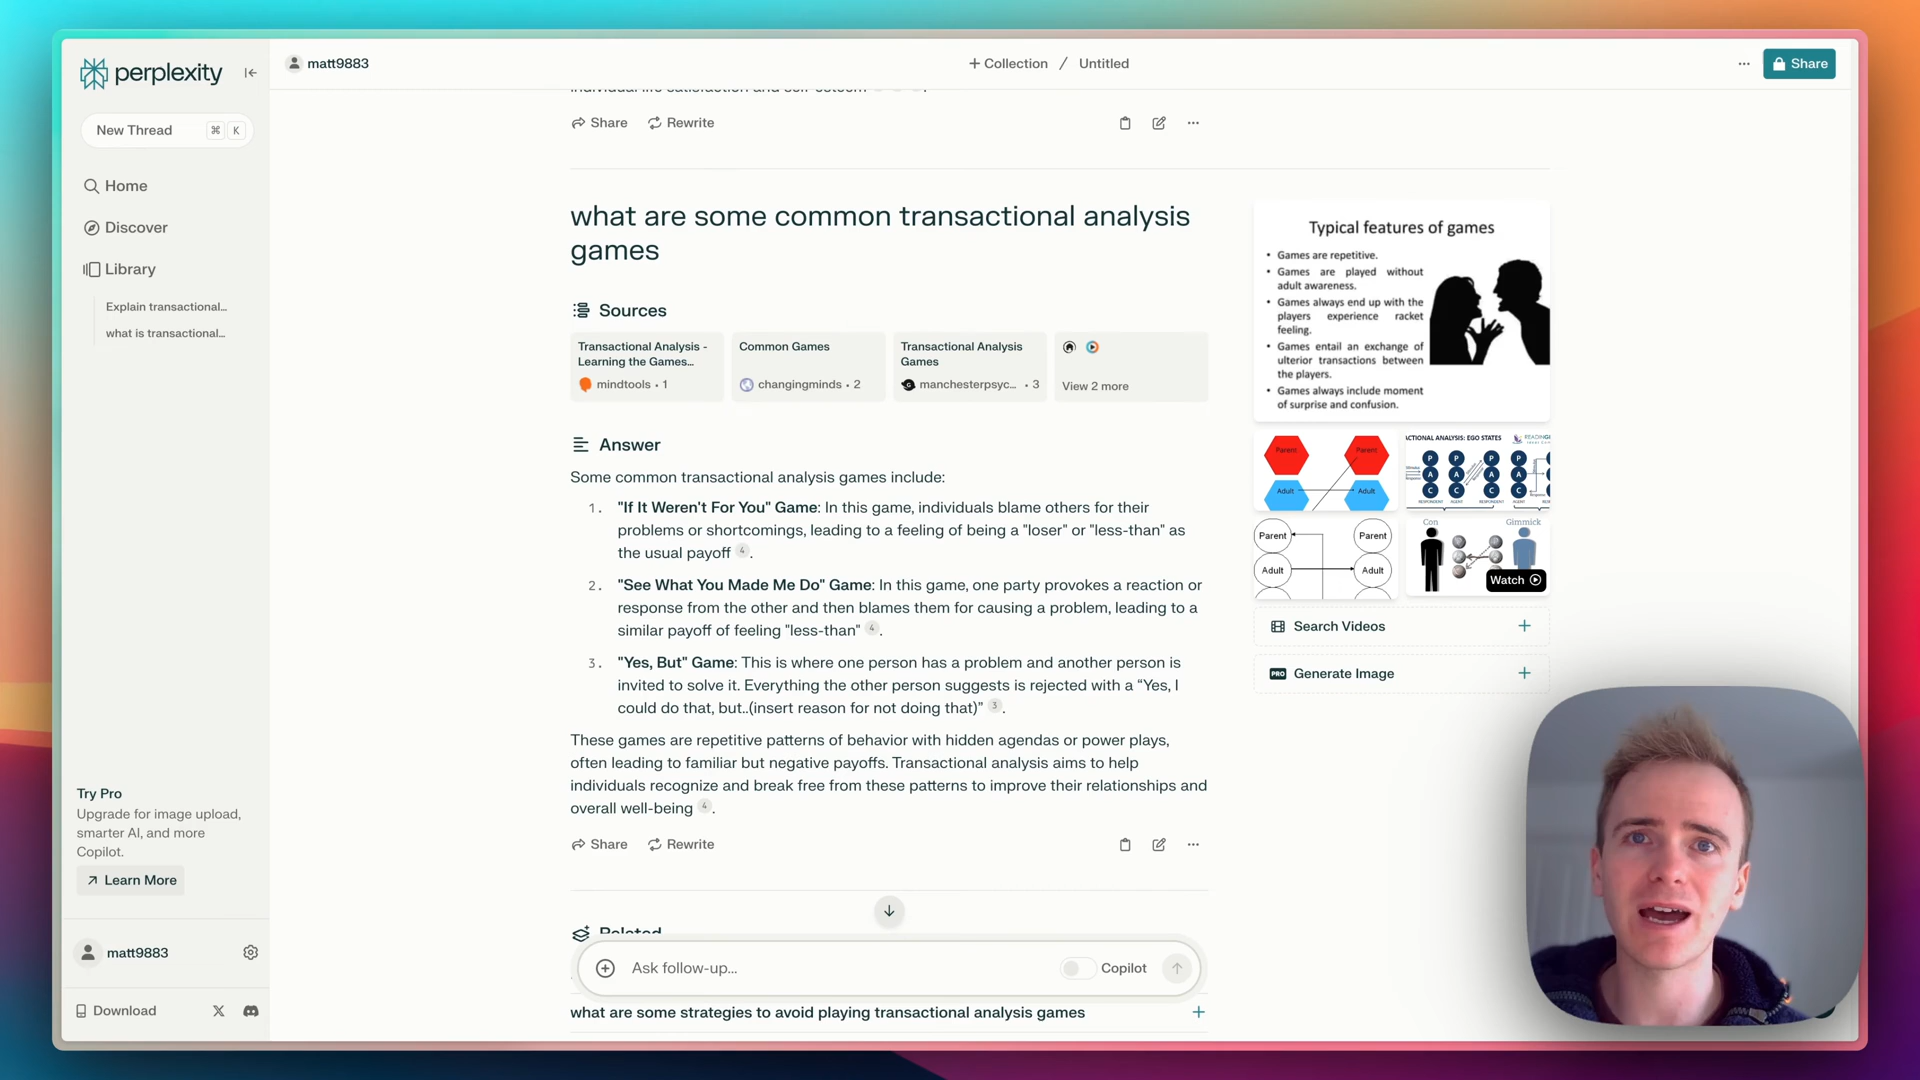 perplexity
matt9883
+ Collection / Untitled
Share
New Thread
⌘ K
Home
Discover
Library
Explain transactional...
what is transactional...
Share
Rewrite
what are some common transactional analysis
games
Sources
Transactional Analysis -
Learning the Games...
mindtools • 1
Common Games
changingminds • 2
Transactional Analysis
Games
manchesterpsyc... • 3
View 2 more
Answer
Some common transactional analysis games include:
1. "If It Weren't For You" Game: In this game, individuals blame others for their
problems or shortcomings, leading to a feeling of being a "loser" or "less-than" as
the usual payoff 4.
2. "See What You Made Me Do" Game: In this game, one party provokes a reaction or
response from the other and then blames them for causing a problem, leading to a
similar payoff of feeling "less-than" 4.
3. "Yes, But" Game: This is where one person has a problem and another person is
invited to solve it. Everything the other person suggests is rejected with a “Yes, I
could do that, but..(insert reason for not doing that)” 3.
These games are repetitive patterns of behavior with hidden agendas or power plays,
often leading to familiar but negative payoffs. Transactional analysis aims to help
individuals recognize and break free from these patterns to improve their relationships and
overall well-being 4.
Share
Rewrite
Related
Ask follow-up...
Copilot
what are some strategies to avoid playing transactional analysis games
Typical features of games
• Games are repetitive.
• Games are played without
adult awareness.
• Games always end up with the
players experience racket
feeling.
• Games entail an exchange of
ulterior transactions between
the players.
• Games always include moment
of surprise and confusion.
Parent Parent
Adult Adult
ACTIONAL ANALYSIS: EGO STATES
P P P P
A A A A
C C C C
Parent Parent
Adult Adult
Con Gimmick
Watch
Search Videos
PRO Generate Image
Try Pro
Upgrade for image upload,
smarter AI, and more
Copilot.
Learn More
matt9883
Download